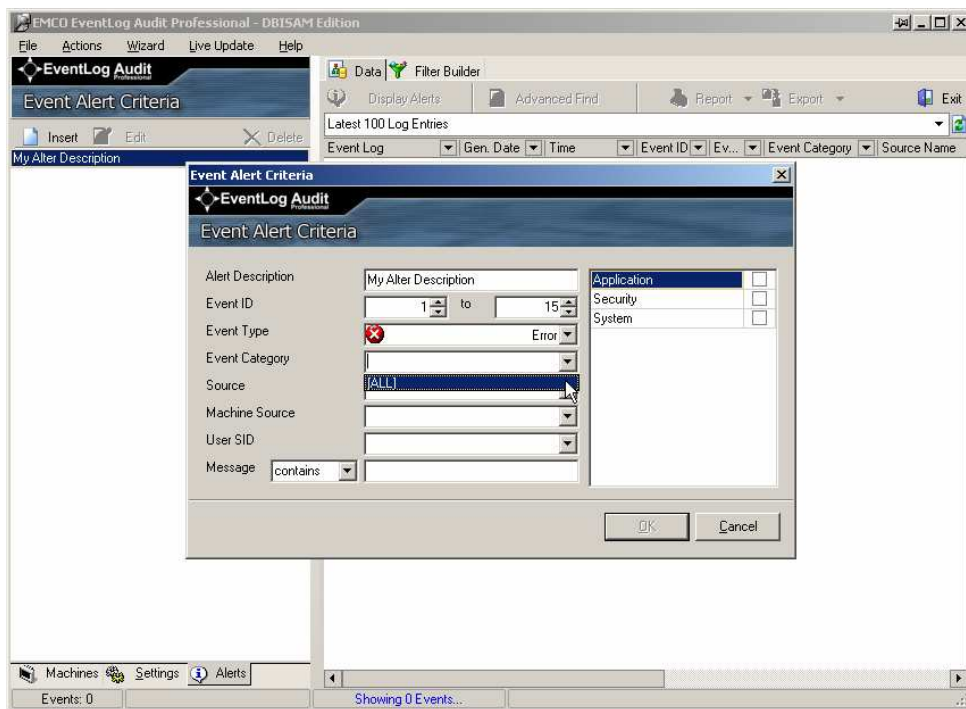 EMCO EventLog Audit Professional - DBISAM Edition
File Actions Wizard Live Update Help
EventLog Audit
Professional
Event Alert Criteria
Insert Edit Delete
My Alter Description
Data Filter Builder
Display Alerts Advanced Find Report Export Exit
Latest 100 Log Entries
Event Log Gen. Date Time Event ID Ev... Event Category Source Name
Event Alert Criteria
EventLog Audit
Professional
Event Alert Criteria
Alert Description My Alter Description
Event ID 1 to 15
Event Type Error
Event Category
[ALL]
Source
Machine Source
User SID
Message contains
Application
Security
System
OK Cancel
Machines Settings Alerts
Events: 0 Showing 0 Events...